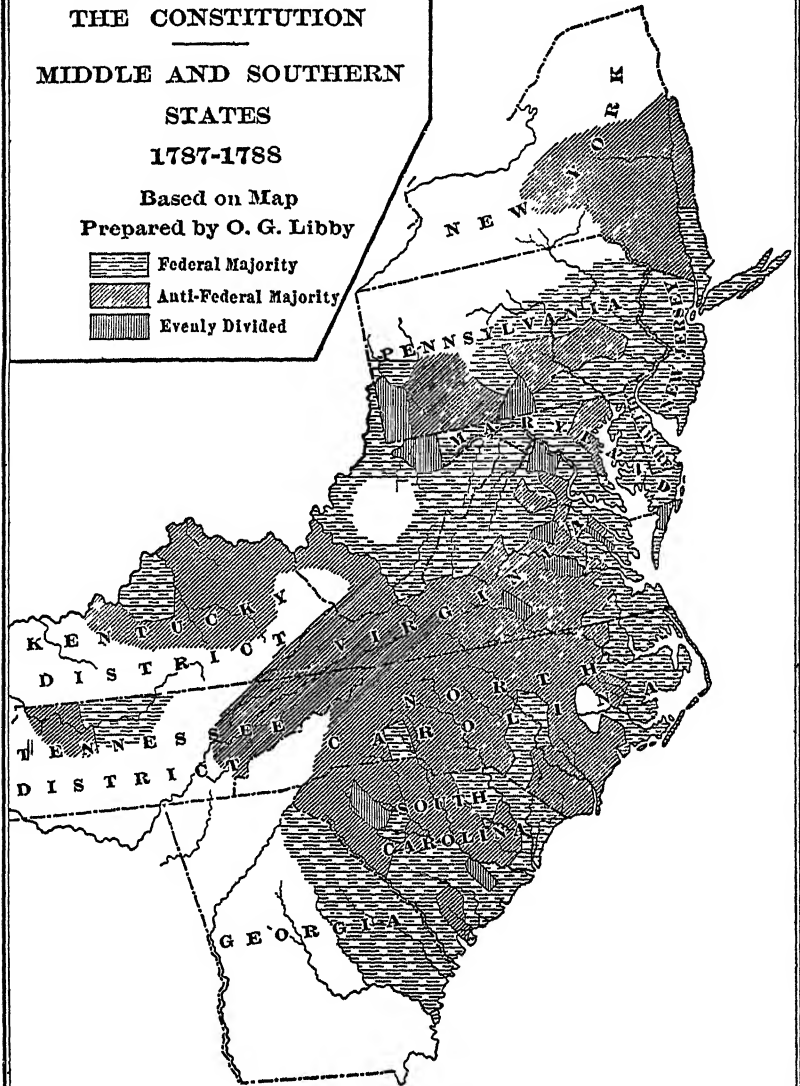 THE CONSTITUTION
MIDDLE AND SOUTHERN
STATES
1787-1788
Based on Map
Prepared by O. G. Libby
Federal Majority
Anti-Federal Majority
Evenly Divided
NEW YORK
PENNSYLVANIA
NEW JERSEY
MARYLAND
VIRGINIA
KENTUCKY
DISTRICT
NORTH
CAROLINA
TENNESSEE
DISTRICT
SOUTH
CAROLINA
GEORGIA